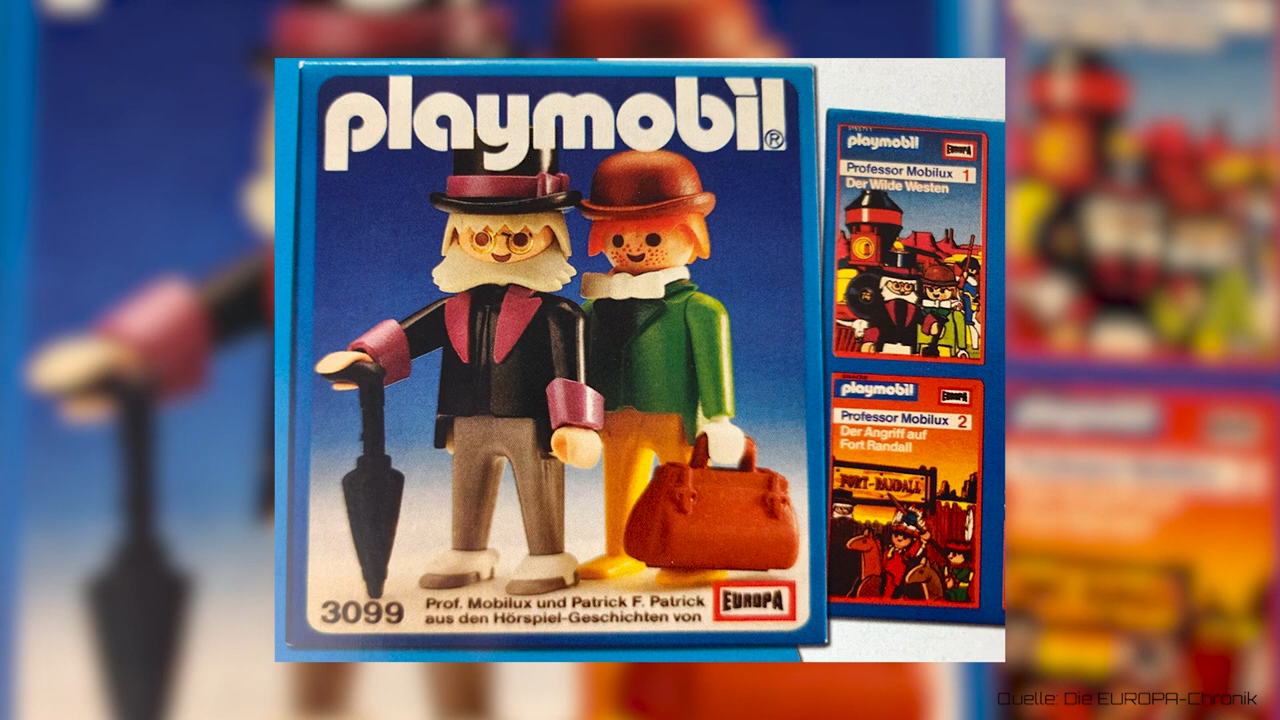 playmobil®
3099
Prof. Mobilux und Patrick F. Patrick
aus den Hörspiel-Geschichten von
EUROPA
playmobil
EUROPA
Professor Mobilux 1
Der Wilde Westen
playmobil
EUROPA
Professor Mobilux 2
Der Angriff auf
Fort Randall
FORT-RANDALL
Quelle: Die EUROPA-Chronik